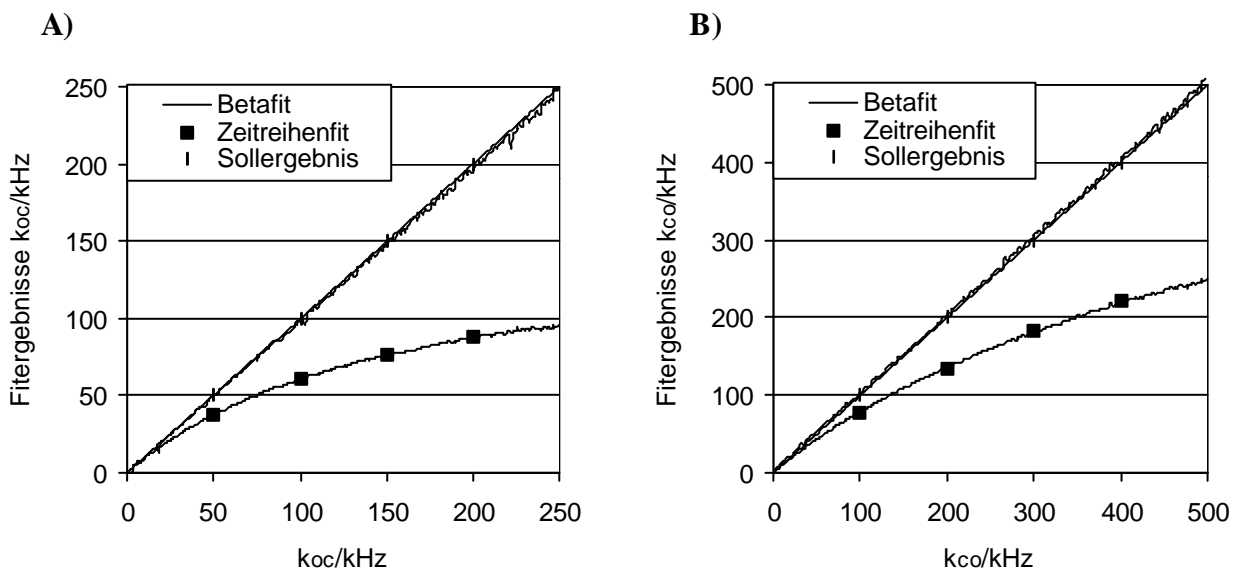 A)
Fitergebnisse koc/kHz
250
200
150
100
50
0
Betafit
Zeitreihenfit
Sollergebnis
0 50 100 150 200 250
koc/kHz
B)
Fitergebnisse kco/kHz
500
400
300
200
100
0
Betafit
Zeitreihenfit
Sollergebnis
0 100 200 300 400 500
kco/kHz